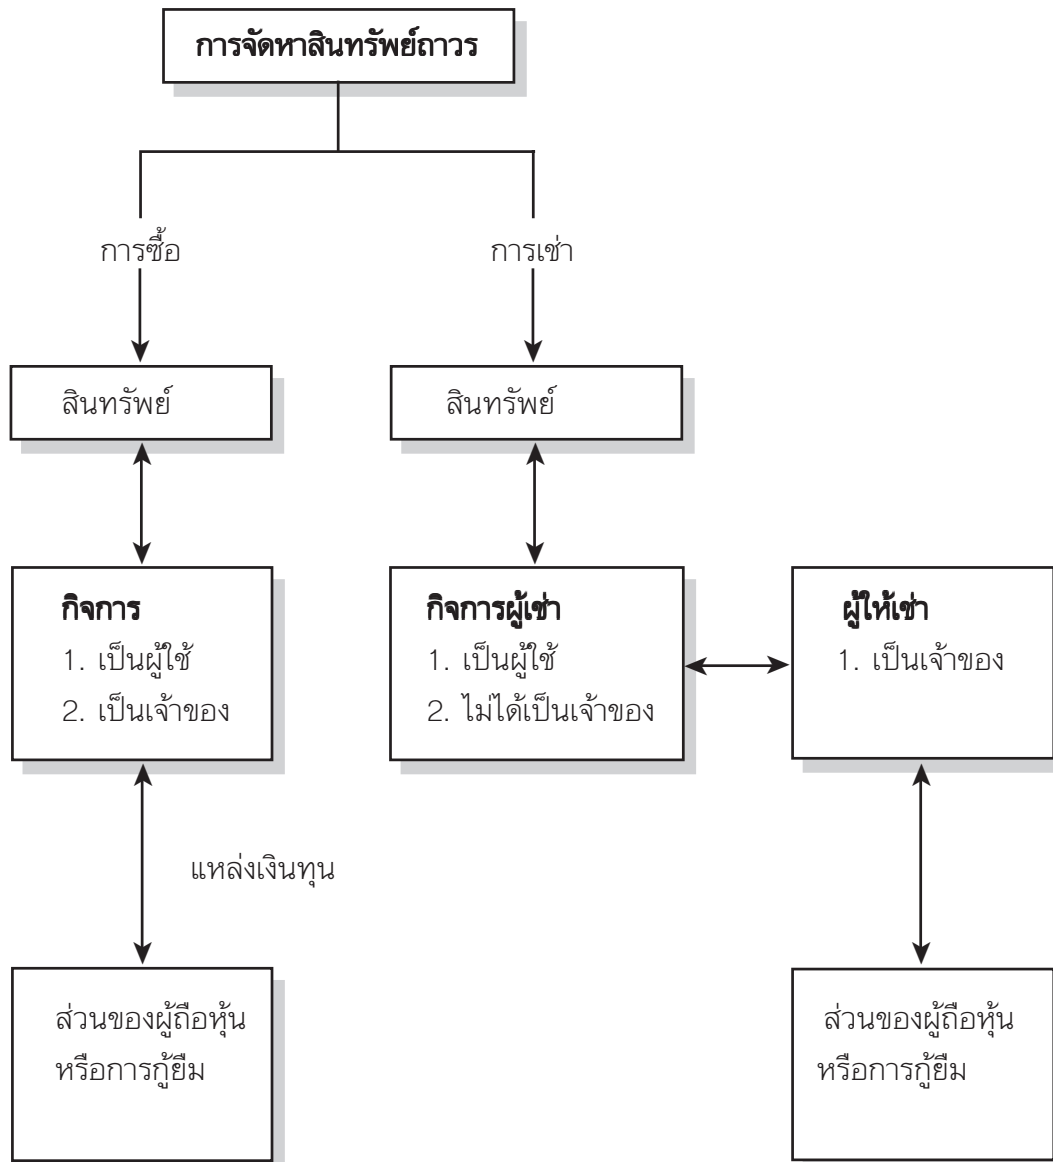 การจัดหาสินทรัพย์ถาวร
การซื้อ
การเช่า
สินทรัพย์
สินทรัพย์
กิจการ
1. เป็นผู้ใช้
2. เป็นเจ้าของ
กิจการผู้เช่า
1. เป็นผู้ใช้
2. ไม่ได้เป็นเจ้าของ
ผู้ให้เช่า
1. เป็นเจ้าของ
แหล่งเงินทุน
ส่วนของผู้ถือหุ้น
หรือการกู้ยืม
ส่วนของผู้ถือหุ้น
หรือการกู้ยืม